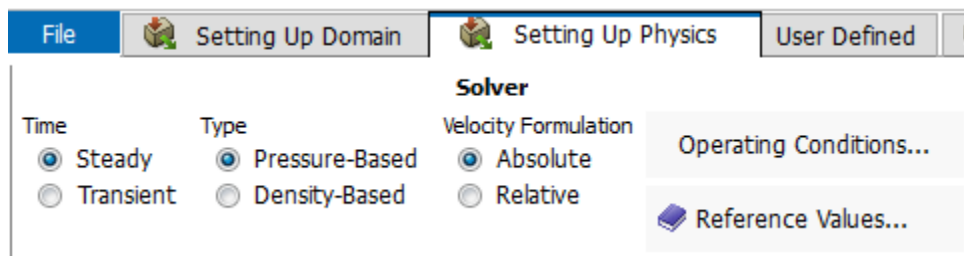 File Setting Up Domain Setting Up Physics User Defined
Solver
Time Type Velocity Formulation
Steady Pressure-Based Absolute Operating Conditions...
Transient Density-Based Relative
Reference Values...